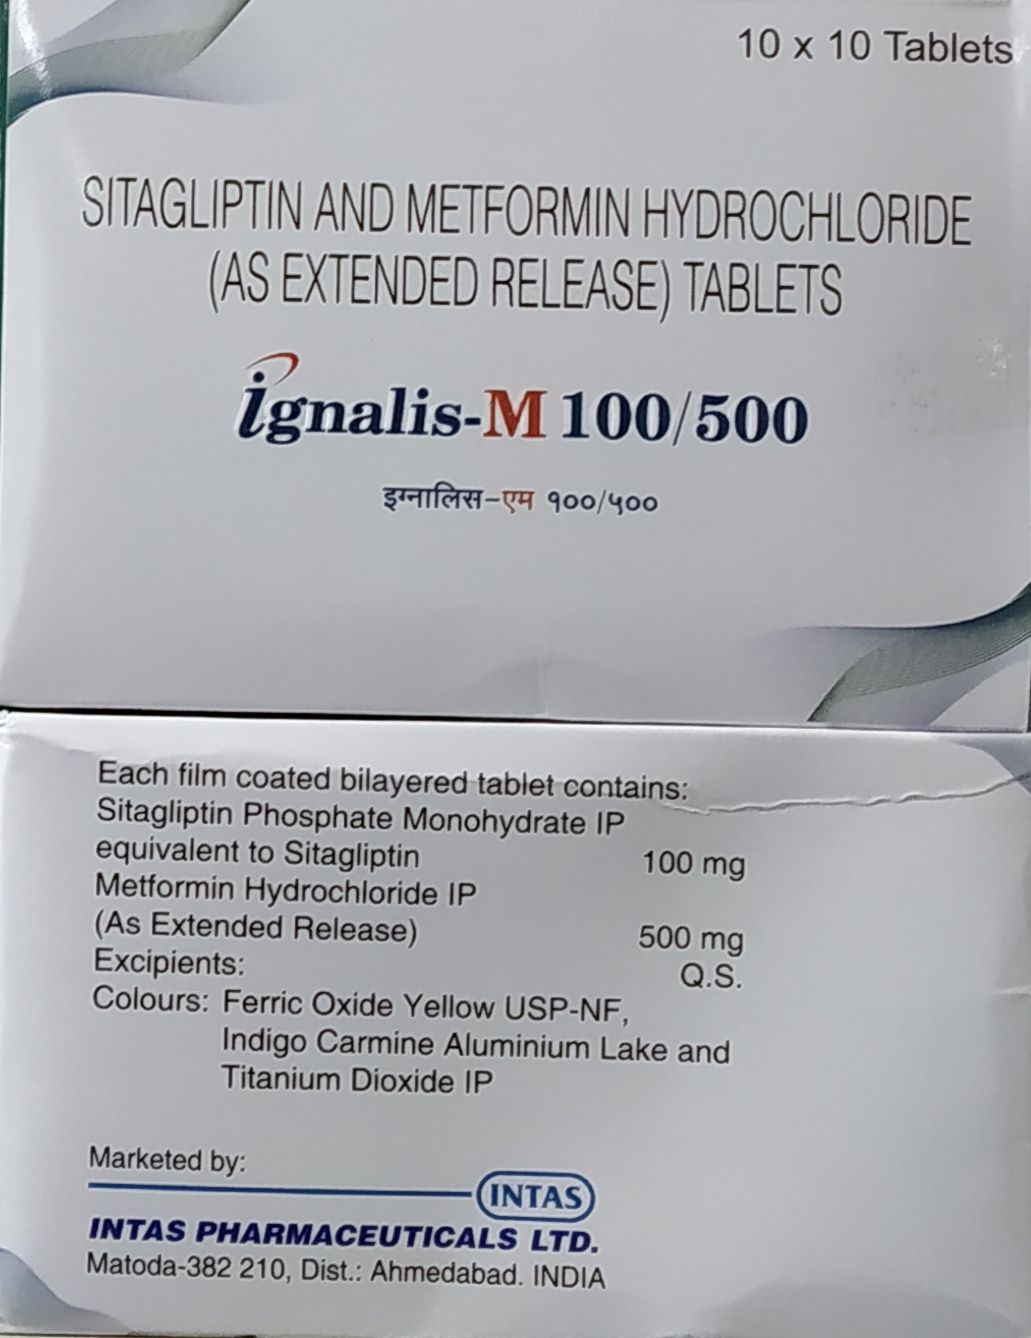 10 x 10 Tablets
SITAGLIPTIN AND METFORMIN HYDROCHLORIDE
(AS EXTENDED RELEASE) TABLETS
ignalis-M 100/500
इग्नालिस-एम १००/५००
Each film coated bilayered tablet contains:
Sitagliptin Phosphate Monohydrate IP
equivalent to Sitagliptin 100 mg
Metformin Hydrochloride IP
(As Extended Release) 500 mg
Excipients: Q.S.
Colours: Ferric Oxide Yellow USP-NF,
Indigo Carmine Aluminium Lake and
Titanium Dioxide IP
Marketed by:
INTAS
INTAS PHARMACEUTICALS LTD.
Matoda-382 210, Dist.: Ahmedabad. INDIA